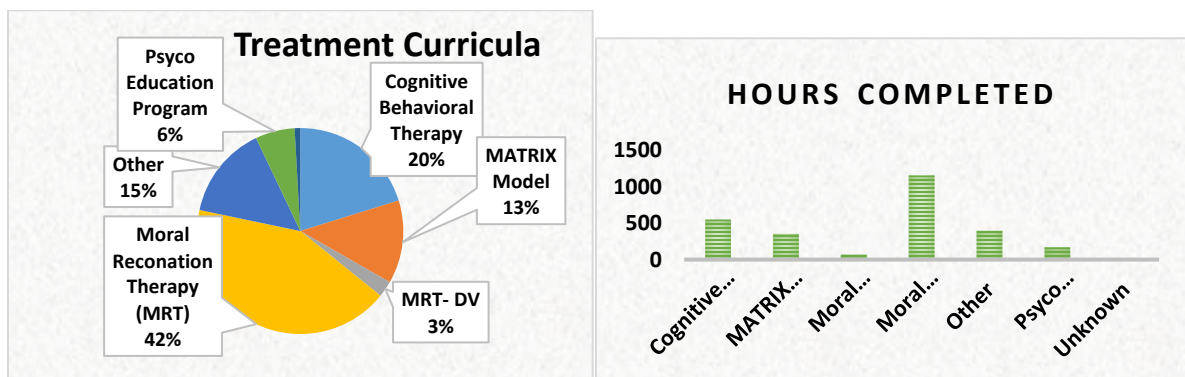 Treatment Curricula
Psyco
Education
Program
6%
Cognitive
Behavioral
Therapy
20%
MATRIX
Model
13%
Other
15%
Moral
Reconation
Therapy
(MRT)
42%
MRT- DV
3%
HOURS COMPLETED
1500
1000
500
0
Cognitive...
MATRIX...
Moral...
Moral...
Other
Psyco...
Unknown